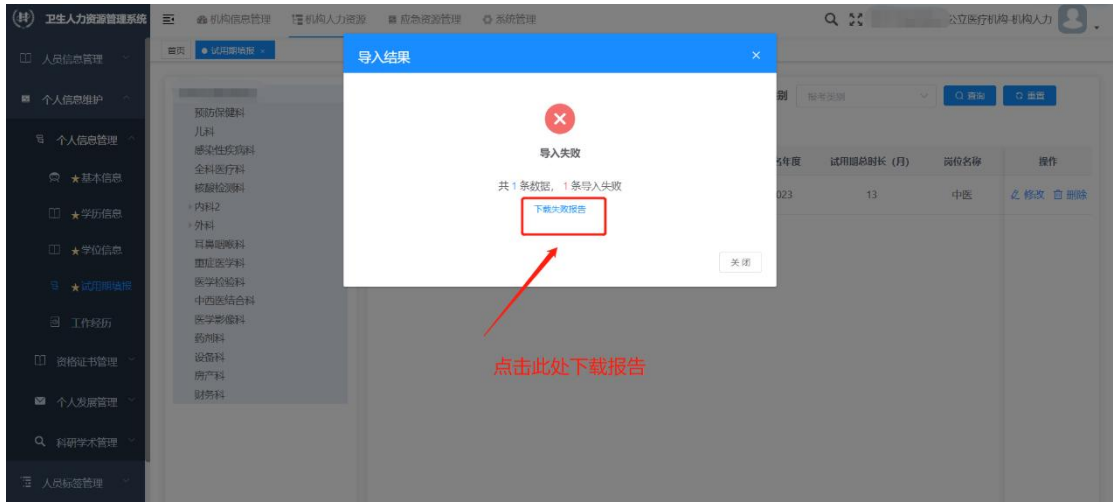 卫生人力资源管理系统
机构信息管理
机构人力资源
应急资源管理
系统管理
公立医疗机构-机构人力
首页
试用期填报
人员信息管理
个人信息维护
个人信息管理
★基本信息
★学历信息
★学位信息
★试用期填报
工作经历
资格证书管理
个人发展管理
科研学术管理
人员标签管理
预防保健科
儿科
感染性疾病科
全科医疗科
核酸检测科
内科2
外科
耳鼻咽喉科
重症医学科
医学检验科
中西医结合科
医学影像科
药剂科
设备科
房产科
财务科
导入结果
导入失败
共 1 条数据， 1 条导入失败
下载失败报告
关闭
点击此处下载报告
别
报考类别
查询
重置
年度
试用期总时长（月）
岗位名称
操作
023
13
中医
修改
删除